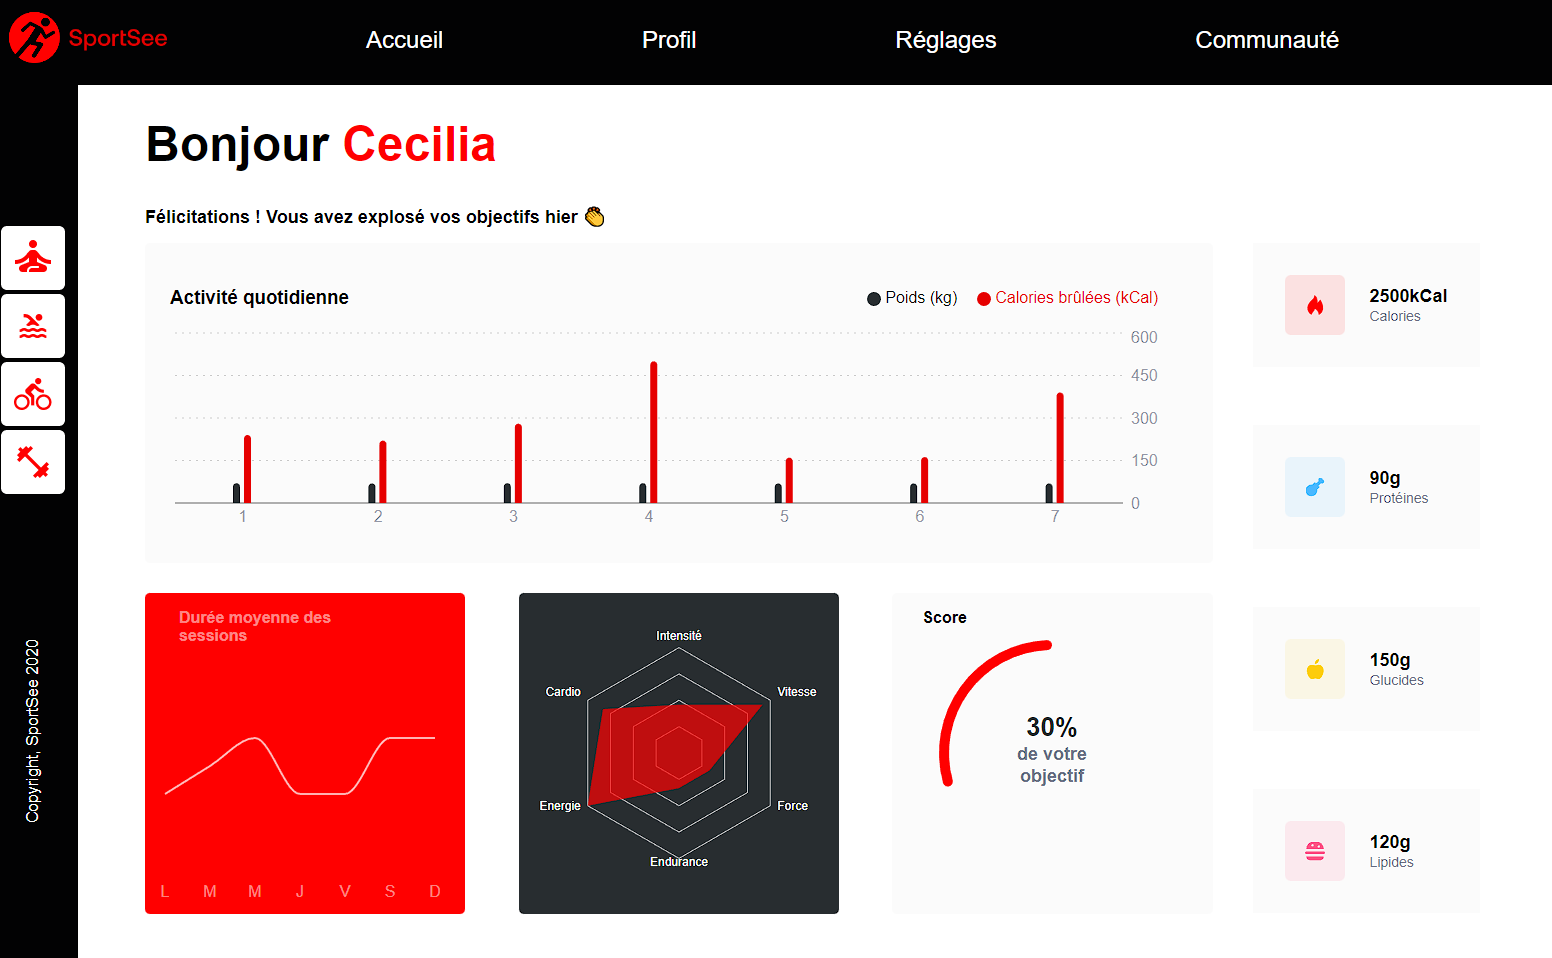 SportSee
Accueil
Profil
Réglages
Communauté
Bonjour Cecilia
Félicitations ! Vous avez explosé vos objectifs hier 👏
Activité quotidienne
Poids (kg)
Calories brûlées (kCal)
600
450
300
150
0
1
2
3
4
5
6
7
2500kCal
Calories
90g
Protéines
150g
Glucides
120g
Lipides
Durée moyenne des
sessions
L
M
M
J
V
S
D
Intensité
Vitesse
Force
Endurance
Energie
Cardio
Score
30%
de votre
objectif
Copyright, SportSee 2020